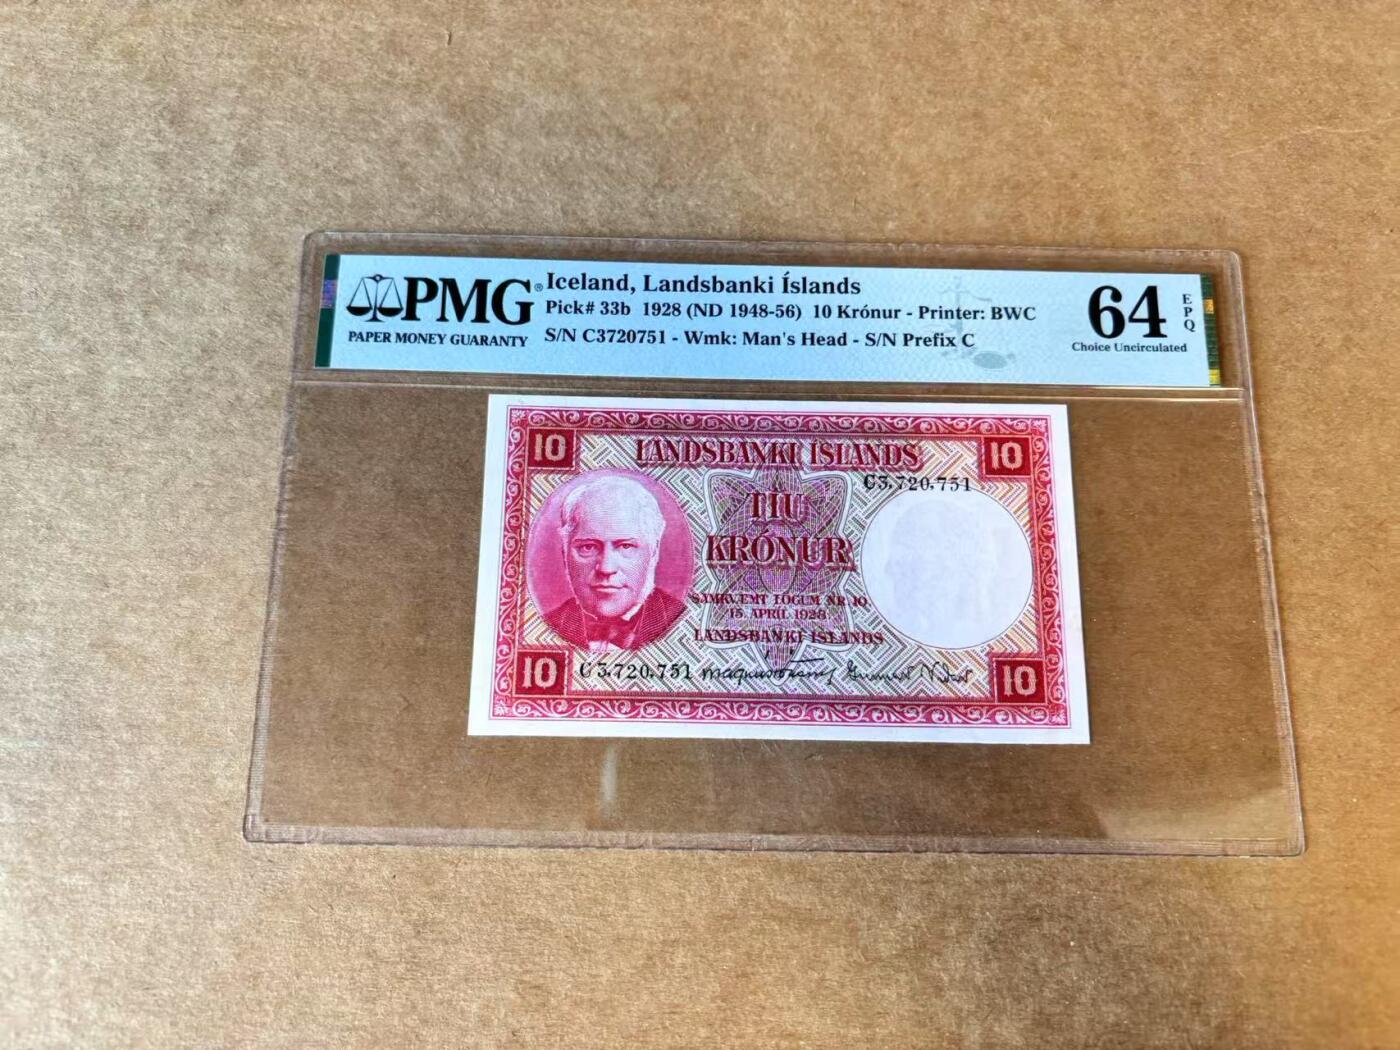 PMG®
PAPER MONEY GUARANTY
Iceland, Landsbanki Íslands
Pick# 33b 1928 (ND 1948-56) 10 Krónur - Printer: BWC
S/N C3720751 - Wmk: Man's Head - S/N Prefix C
64 EPQ
Choice Uncirculated
10 LANDSBANKI ÍSLANDS 10
C3,720,751
TÍU
KRÓNUR
SAMKVÆMT LÖGUM NR. 10
15. APRÍL 1928
LANDSBANKI ÍSLANDS
10 C3,720,751 10